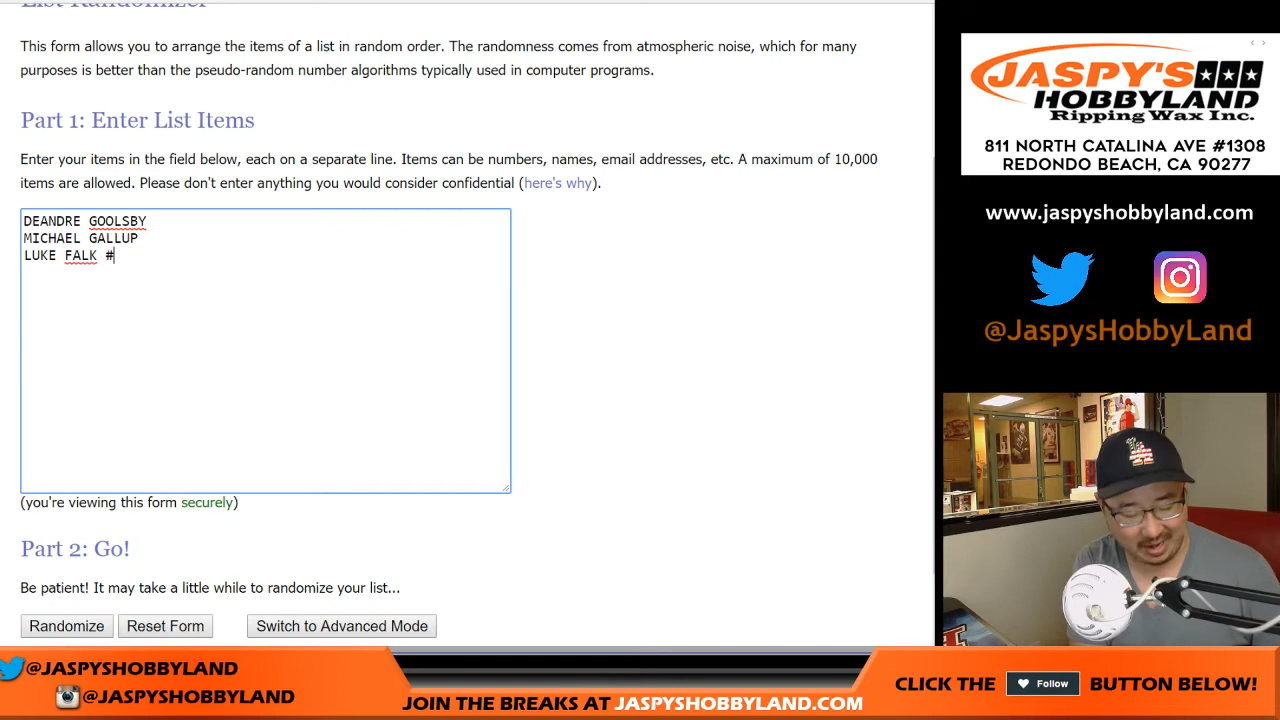 List Randomizer
This form allows you to arrange the items of a list in random order. The randomness comes from atmospheric noise, which for many
purposes is better than the pseudo-random number algorithms typically used in computer programs.
Part 1: Enter List Items
Enter your items in the field below, each on a separate line. Items can be numbers, names, email addresses, etc. A maximum of 10,000
items are allowed. Please don't enter anything you would consider confidential (here's why).
DEANDRE GOOLSBY
MICHAEL GALLUP
LUKE FALK #
(you're viewing this form securely)
Part 2: Go!
Be patient! It may take a little while to randomize your list...
Randomize
Reset Form
Switch to Advanced Mode
JASPY'S
HOBBYLAND
Ripping Wax Inc.
811 NORTH CATALINA AVE #1308
REDONDO BEACH, CA 90277
www.jaspyshobbyland.com
@JaspysHobbyLand
@JASPYSHOBBYLAND
@JASPYSHOBBYLAND
JOIN THE BREAKS AT JASPYSHOBBYLAND.COM
CLICK THE Follow BUTTON BELOW!